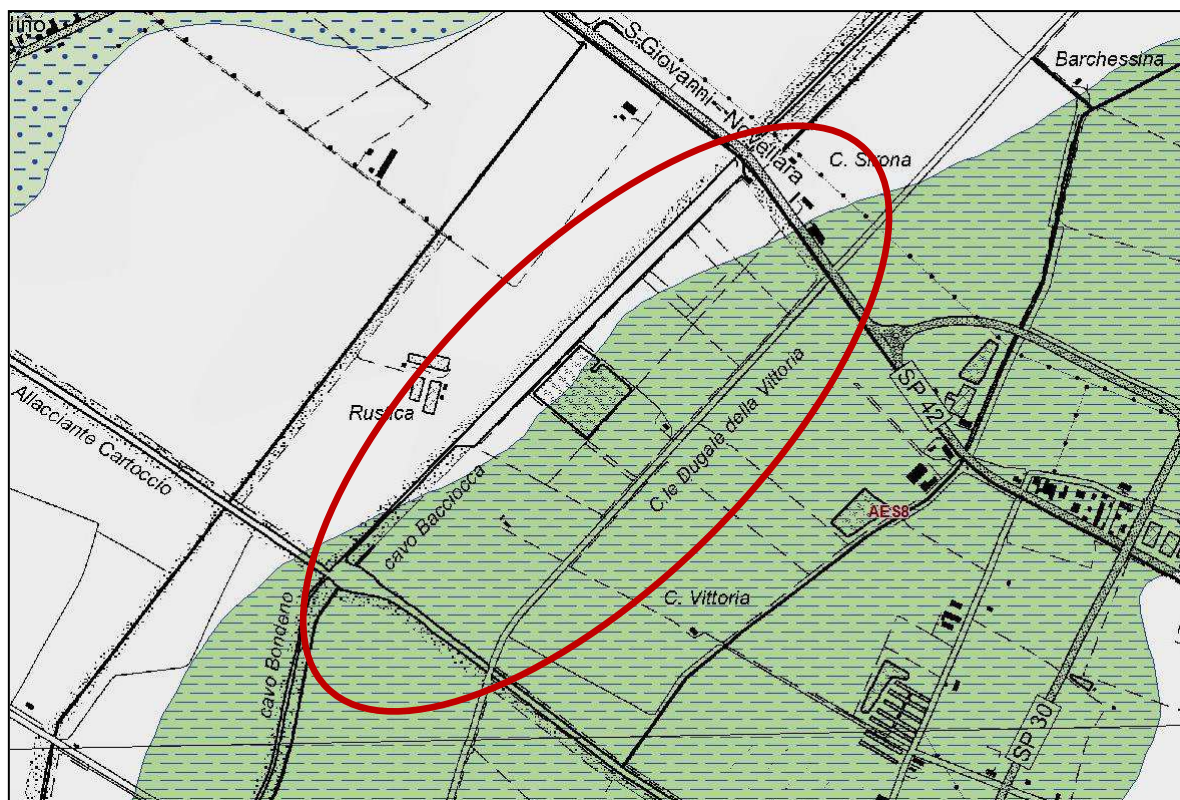 S.Giovanni - Novellara
Barchessina
C. Sirona
Rustica
Allacciante Cartoccio
SP 42
C.le Dugale della Vittoria
cavo Bacciocca
AES8
C. Vittoria
cavo Bondeno
SP 30